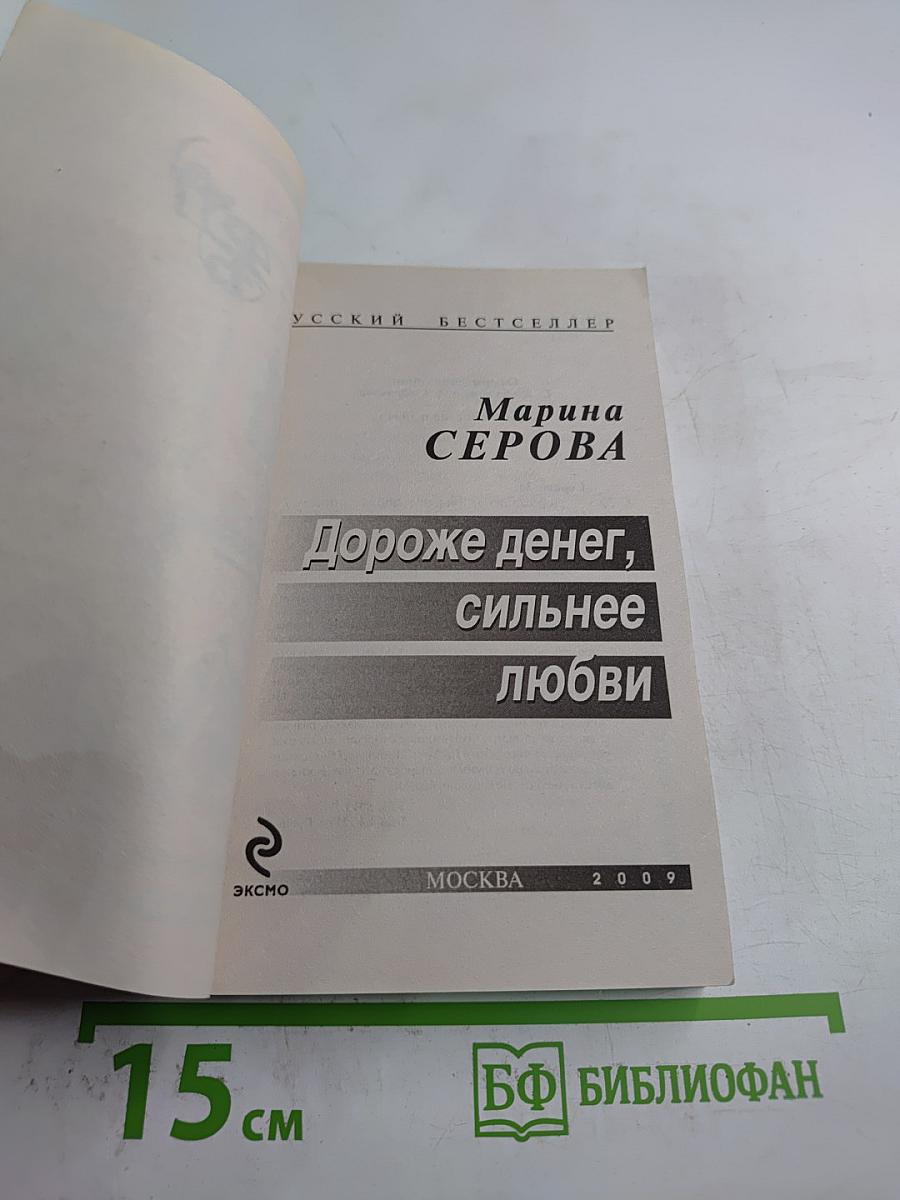 УССКИЙ БЕСТСЕЛЛЕР
Марина
СЕРОВА
Дороже денег,
сильнее
любви
ЭКСМО
МОСКВА 2009
15 см
БФ БИБЛИОФАН